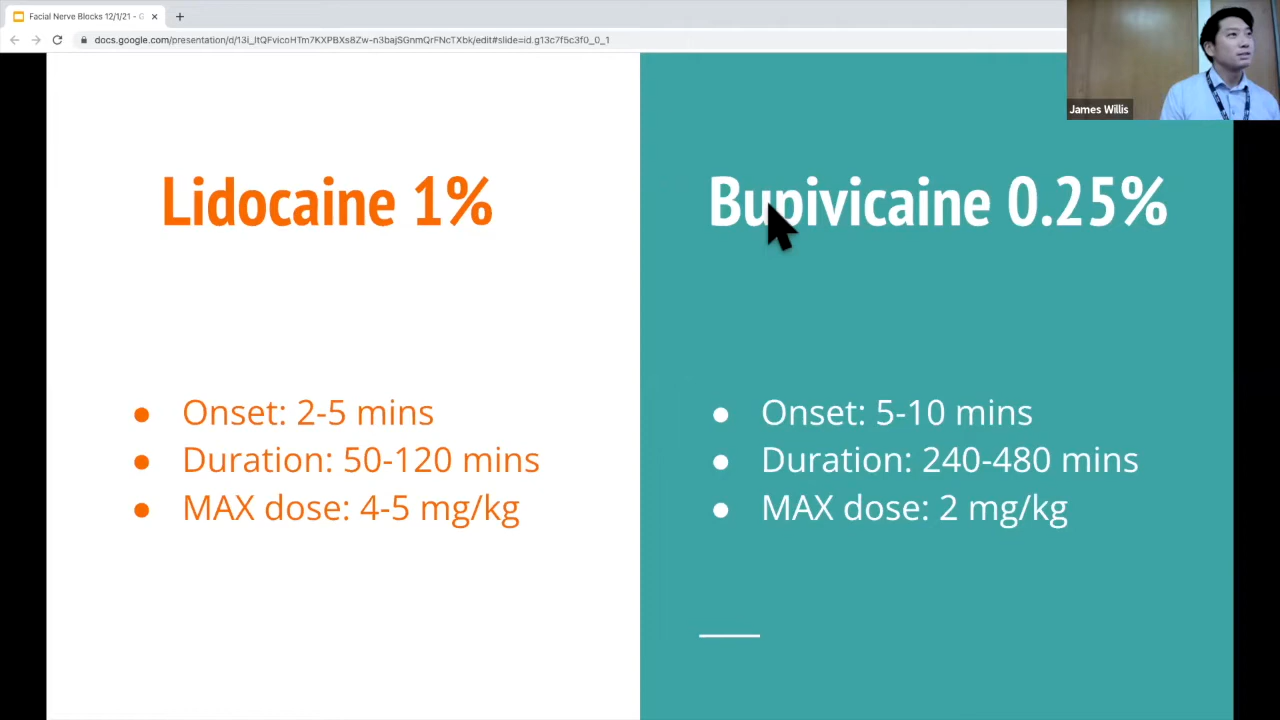 Facial Nerve Blocks 12/1/21 - G
docs.google.com/presentation/d/13i_ltQFvicoHTm7KXPBXs8Zw-n3bajSGnmQrFNcTXbk/edit#slide=id.g13c7f5c3f0_0_1
James Willis
Lidocaine 1%
Onset: 2-5 mins
Duration: 50-120 mins
MAX dose: 4-5 mg/kg
Bupivicaine 0.25%
Onset: 5-10 mins
Duration: 240-480 mins
MAX dose: 2 mg/kg